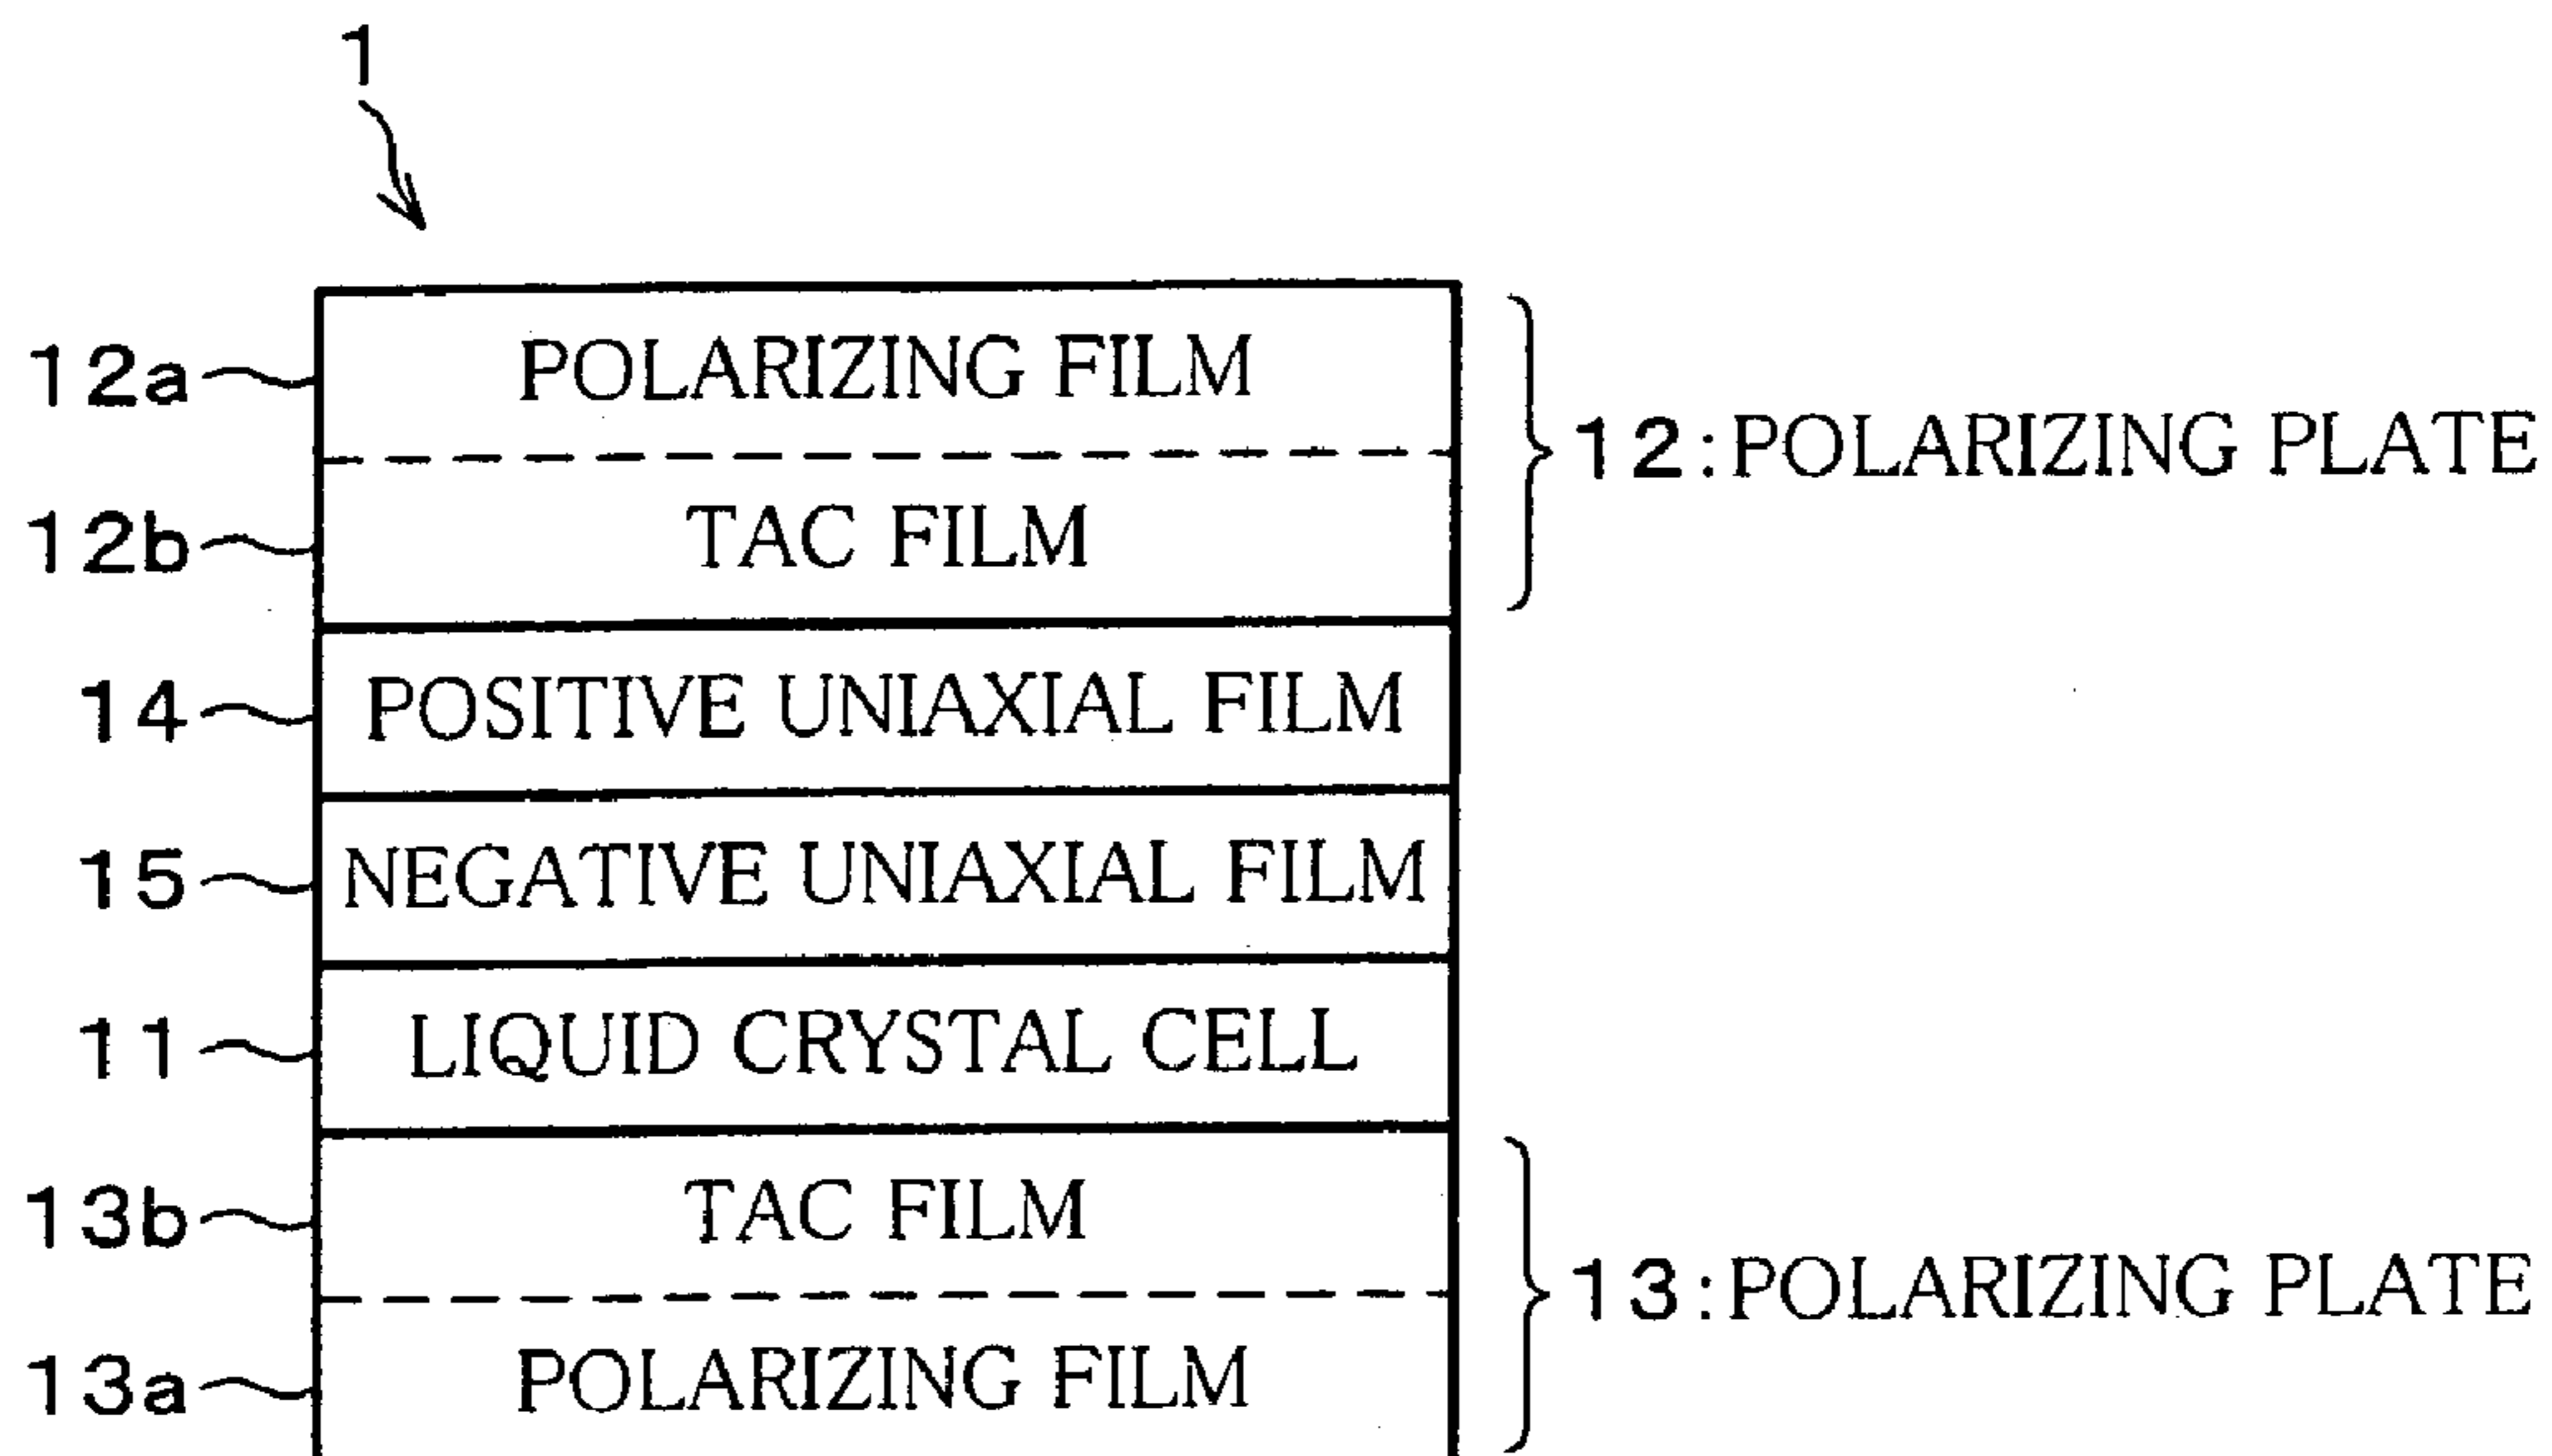 1
12a POLARIZING FILM
12: POLARIZING PLATE
12b TAC FILM
14 POSITIVE UNIAXIAL FILM
15 NEGATIVE UNIAXIAL FILM
11 LIQUID CRYSTAL CELL
13b TAC FILM
13: POLARIZING PLATE
13a POLARIZING FILM